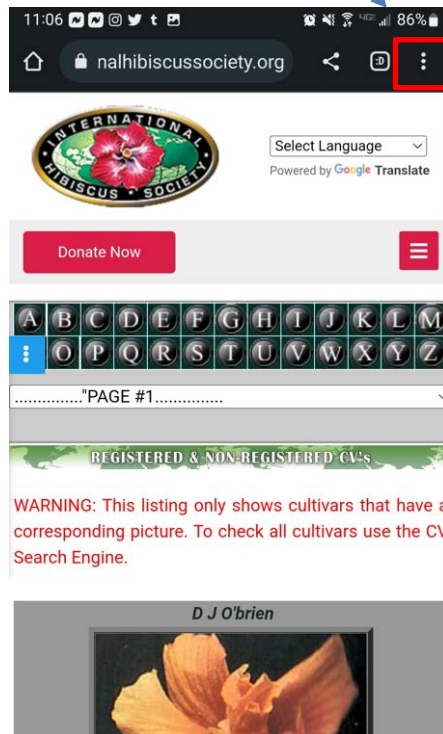 11:06
4GE 86%
nalhibiscussociety.org
:D
INTERNATIONAL
HIBISCUS SOCIETY
Select Language
Powered by Google Translate
Donate Now
A B C D E F G H I J K L M
O P Q R S T U V W X Y Z
..............."PAGE #1...............
REGISTERED & NON-REGISTERED CV's
WARNING: This listing only shows cultivars that have a
corresponding picture. To check all cultivars use the CV
Search Engine.
D J O'brien